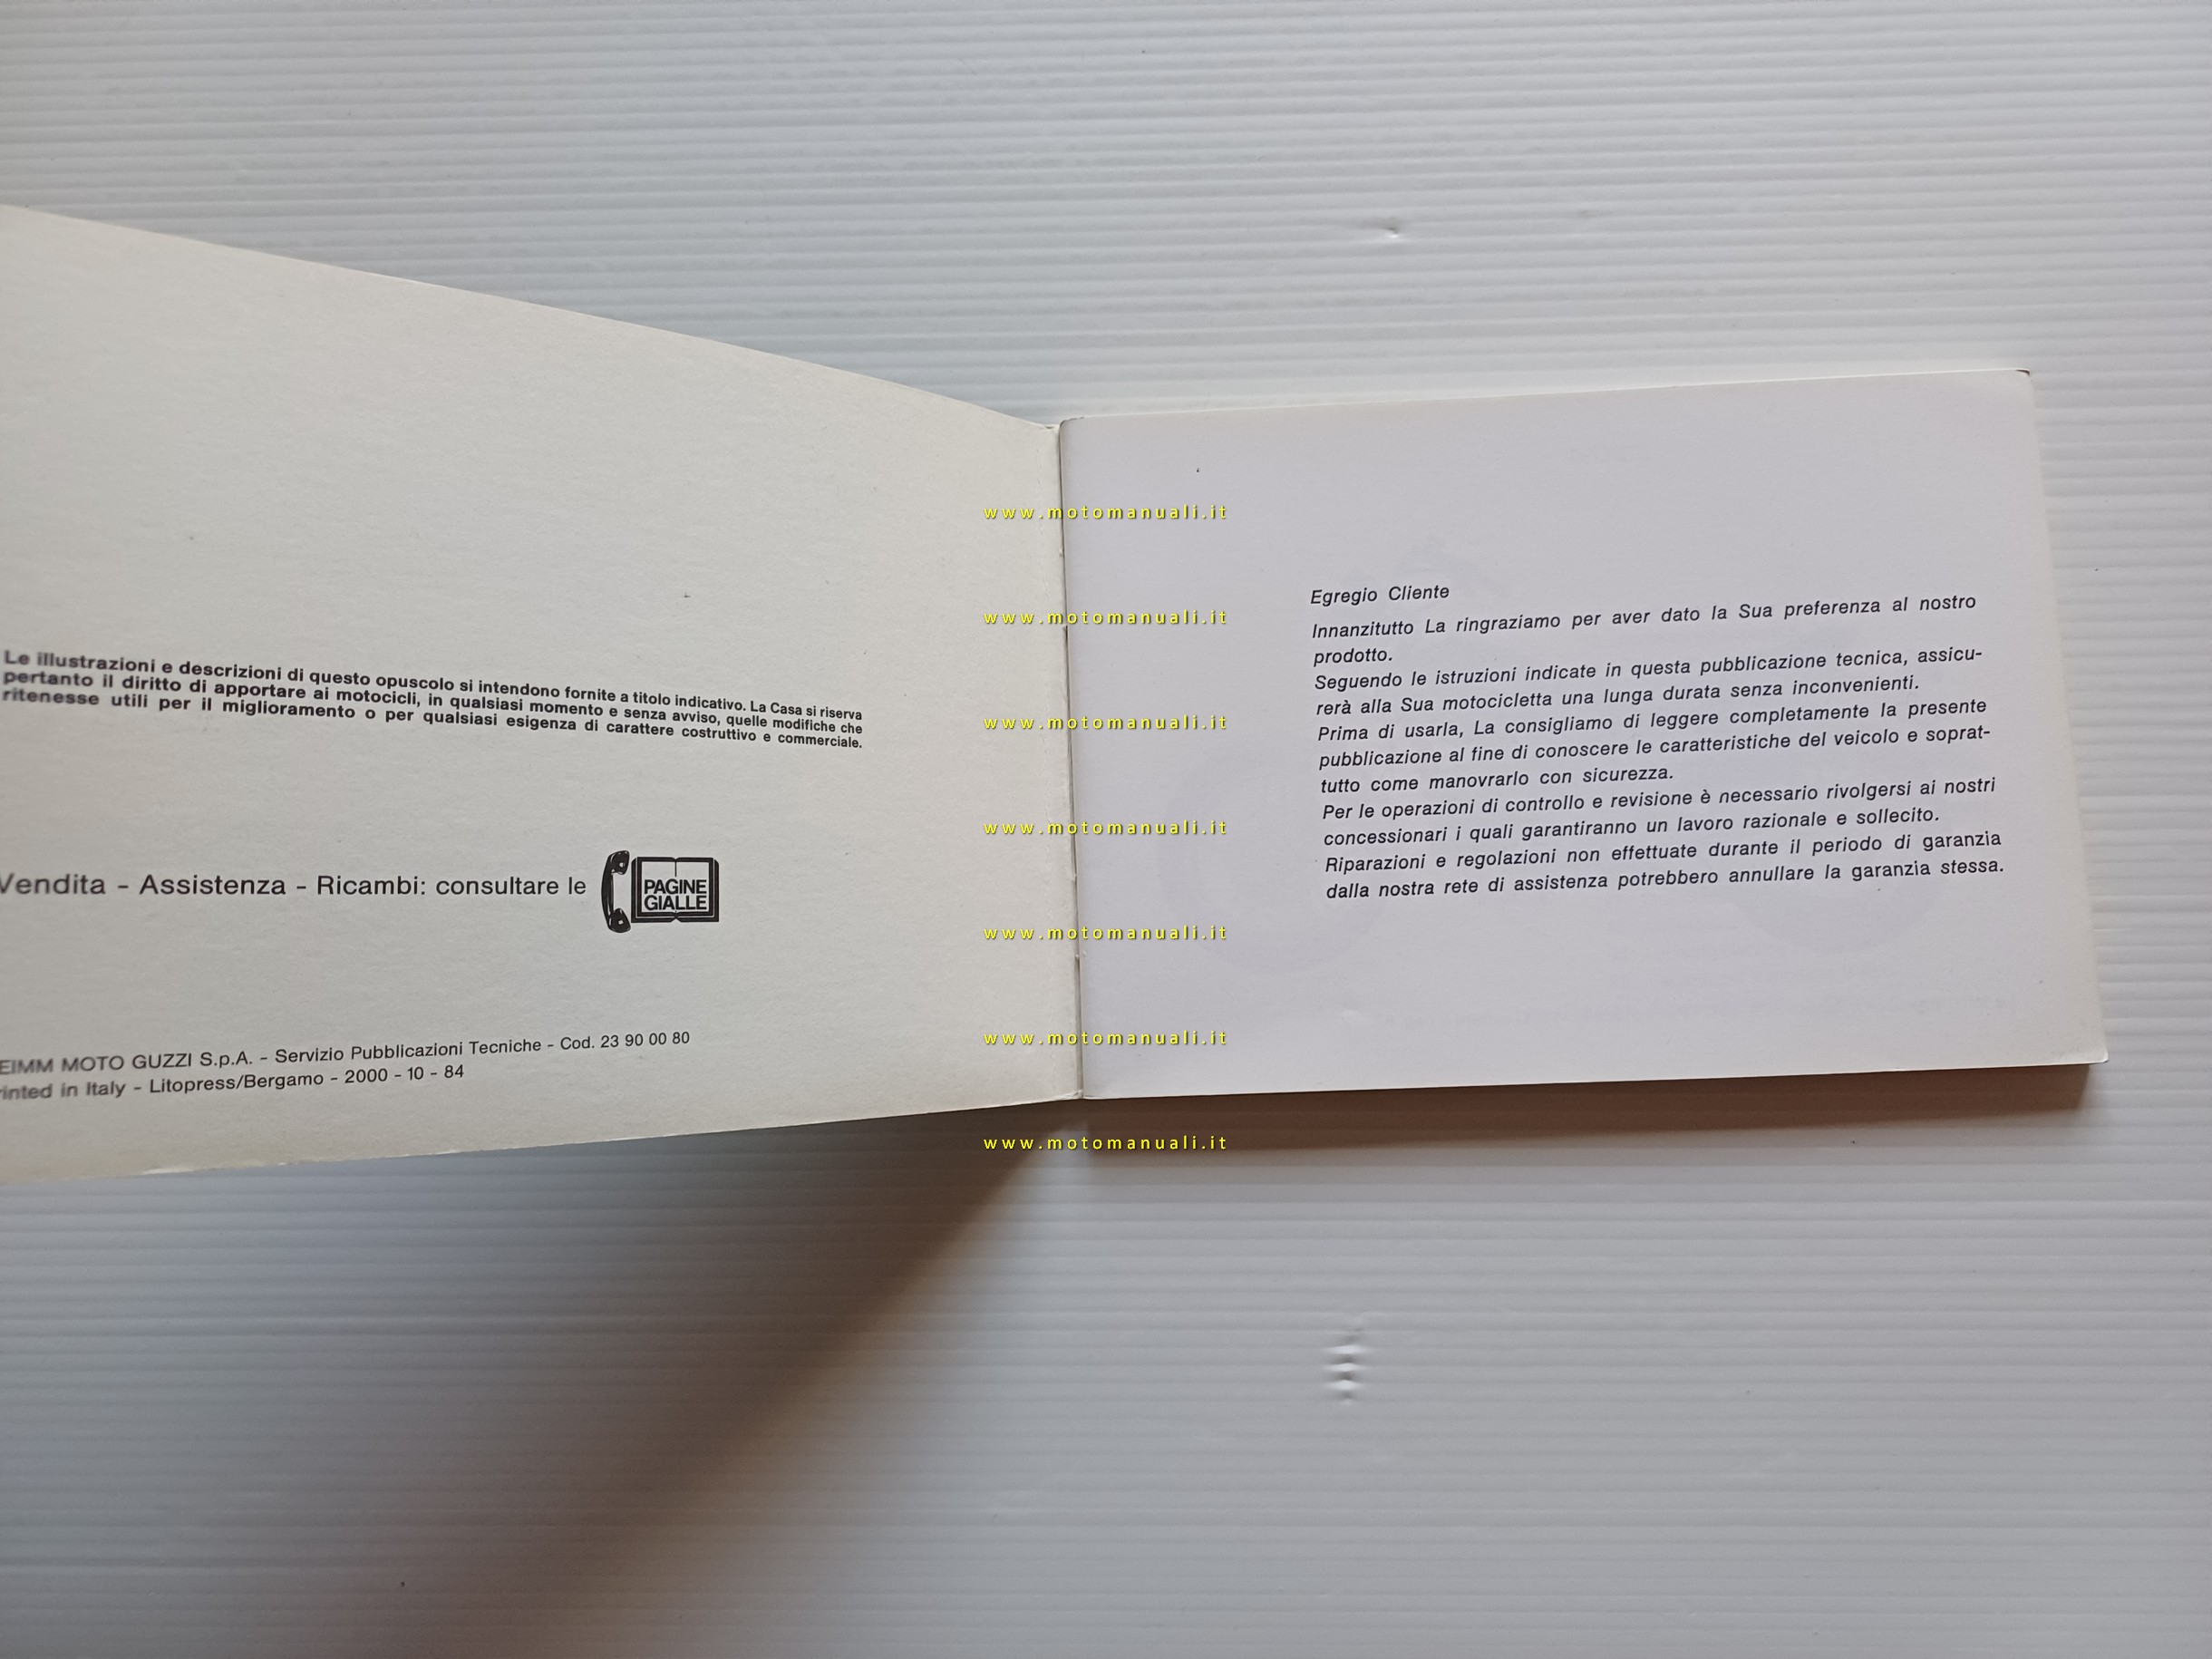 Le illustrazioni e descrizioni di questo opuscolo si intendono fornite a titolo indicativo. La Casa si riserva
pertanto il diritto di apportare ai motocicli, in qualsiasi momento e senza avviso, quelle modifiche che
ritenesse utili per il miglioramento o per qualsiasi esigenza di carattere costruttivo e commerciale.
Vendita - Assistenza - Ricambi: consultare le
PAGINE
GIALLE
EIMM MOTO GUZZI S.p.A. - Servizio Pubblicazioni Tecniche - Cod. 23 90 00 80
rinted in Italy - Litopress/Bergamo - 2000 - 10 - 84
www.motomanuali.it
www.motomanuali.it
www.motomanuali.it
www.motomanuali.it
www.motomanuali.it
www.motomanuali.it
www.motomanuali.it
Egregio Cliente
Innanzitutto La ringraziamo per aver dato la Sua preferenza al nostro
prodotto.
Seguendo le istruzioni indicate in questa pubblicazione tecnica, assicu-
rerà alla Sua motocicletta una lunga durata senza inconvenienti.
Prima di usarla, La consigliamo di leggere completamente la presente
pubblicazione al fine di conoscere le caratteristiche del veicolo e soprat-
tutto come manovrarlo con sicurezza.
Per le operazioni di controllo e revisione è necessario rivolgersi ai nostri
concessionari i quali garantiranno un lavoro razionale e sollecito.
Riparazioni e regolazioni non effettuate durante il periodo di garanzia
dalla nostra rete di assistenza potrebbero annullare la garanzia stessa.